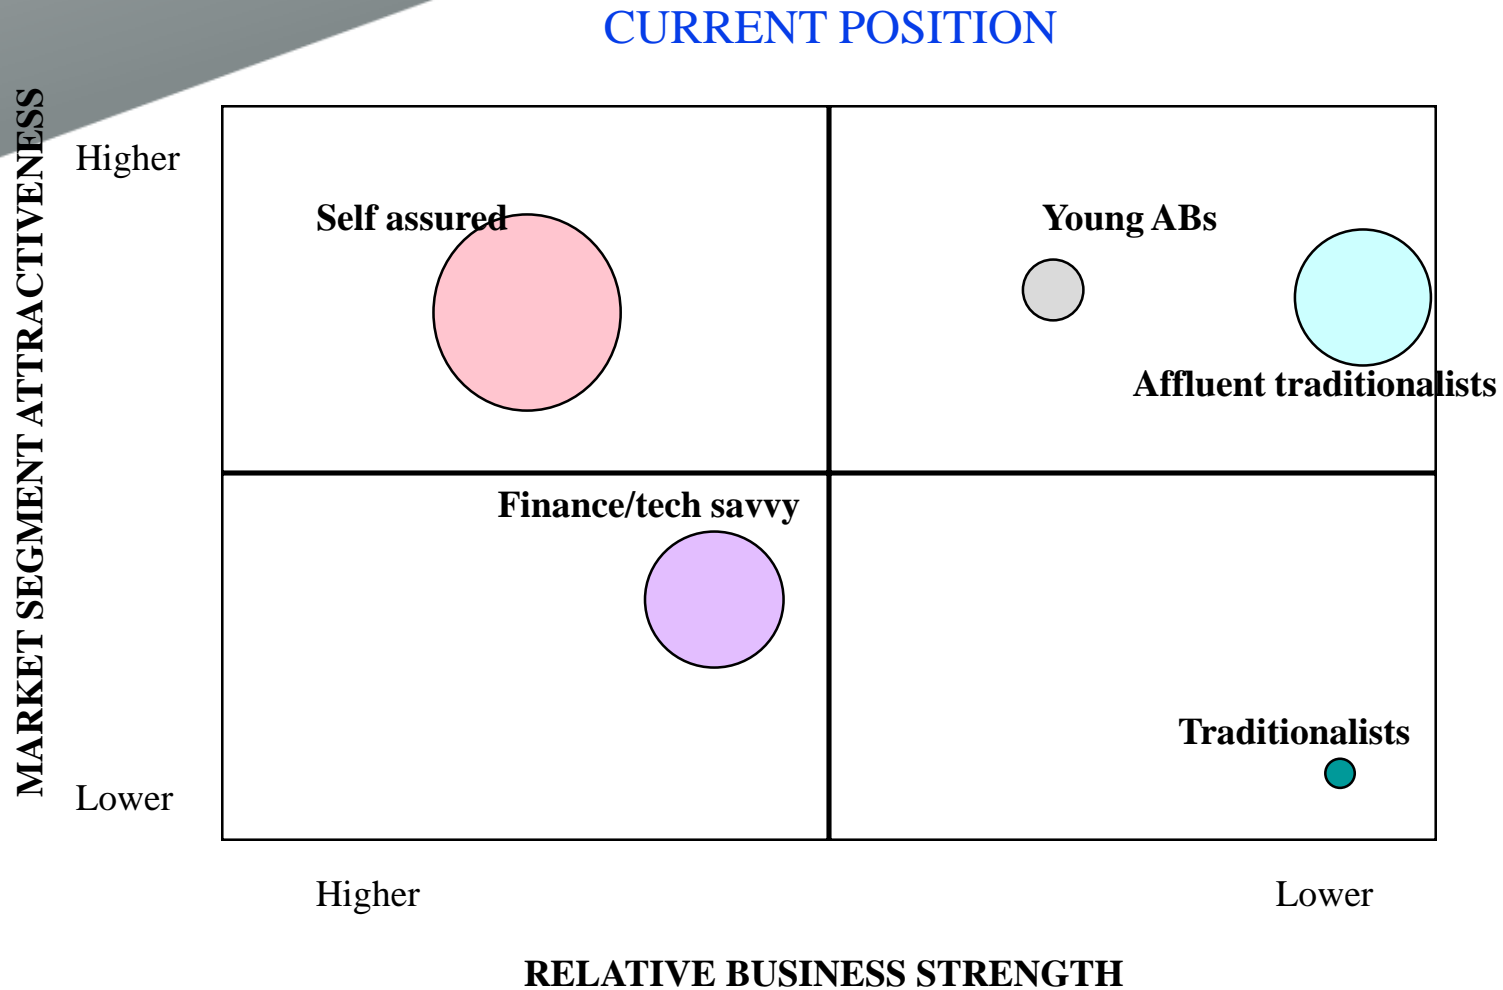 CURRENT POSITION
MARKET SEGMENT ATTRACTIVENESS
Higher
Self assured
Young ABs
Affluent traditionalists
Finance/tech savvy
Traditionalists
Lower
Higher
Lower
RELATIVE BUSINESS STRENGTH